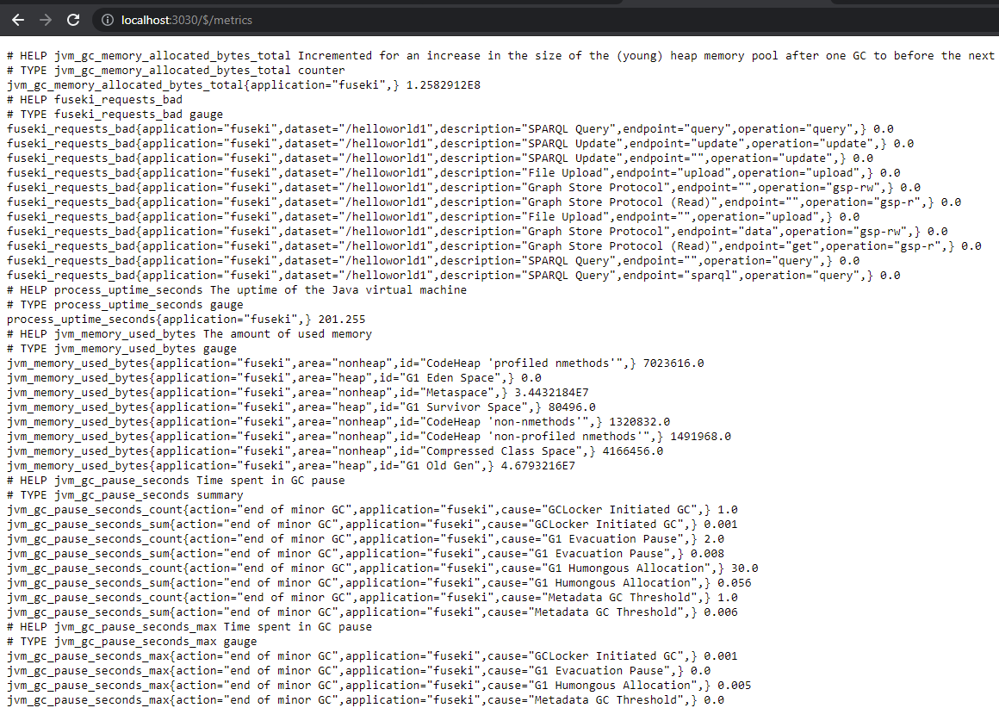 localhost:3030/$/metrics
# HELP jvm_gc_memory_allocated_bytes_total Incremented for an increase in the size of the (young) heap memory pool after one GC to before the next
# TYPE jvm_gc_memory_allocated_bytes_total counter
jvm_gc_memory_allocated_bytes_total{application="fuseki",} 1.2582912E8
# HELP fuseki_requests_bad
# TYPE fuseki_requests_bad gauge
fuseki_requests_bad{application="fuseki",dataset="/helloworld1",description="SPARQL Query",endpoint="query",operation="query",} 0.0
fuseki_requests_bad{application="fuseki",dataset="/helloworld1",description="SPARQL Update",endpoint="update",operation="update",} 0.0
fuseki_requests_bad{application="fuseki",dataset="/helloworld1",description="SPARQL Update",endpoint="",operation="update",} 0.0
fuseki_requests_bad{application="fuseki",dataset="/helloworld1",description="File Upload",endpoint="upload",operation="upload",} 0.0
fuseki_requests_bad{application="fuseki",dataset="/helloworld1",description="Graph Store Protocol",endpoint="",operation="gsp-rw",} 0.0
fuseki_requests_bad{application="fuseki",dataset="/helloworld1",description="Graph Store Protocol (Read)",endpoint="",operation="gsp-r",} 0.0
fuseki_requests_bad{application="fuseki",dataset="/helloworld1",description="File Upload",endpoint="",operation="upload",} 0.0
fuseki_requests_bad{application="fuseki",dataset="/helloworld1",description="Graph Store Protocol",endpoint="data",operation="gsp-rw",} 0.0
fuseki_requests_bad{application="fuseki",dataset="/helloworld1",description="Graph Store Protocol (Read)",endpoint="get",operation="gsp-r",} 0.0
fuseki_requests_bad{application="fuseki",dataset="/helloworld1",description="SPARQL Query",endpoint="",operation="query",} 0.0
fuseki_requests_bad{application="fuseki",dataset="/helloworld1",description="SPARQL Query",endpoint="sparql",operation="query",} 0.0
# HELP process_uptime_seconds The uptime of the Java virtual machine
# TYPE process_uptime_seconds gauge
process_uptime_seconds{application="fuseki",} 201.255
# HELP jvm_memory_used_bytes The amount of used memory
# TYPE jvm_memory_used_bytes gauge
jvm_memory_used_bytes{application="fuseki",area="nonheap",id="CodeHeap 'profiled nmethods'",} 7023616.0
jvm_memory_used_bytes{application="fuseki",area="heap",id="G1 Eden Space",} 0.0
jvm_memory_used_bytes{application="fuseki",area="nonheap",id="Metaspace",} 3.4432184E7
jvm_memory_used_bytes{application="fuseki",area="heap",id="G1 Survivor Space",} 80496.0
jvm_memory_used_bytes{application="fuseki",area="nonheap",id="CodeHeap 'non-nmethods'",} 1320832.0
jvm_memory_used_bytes{application="fuseki",area="nonheap",id="CodeHeap 'non-profiled nmethods'",} 1491968.0
jvm_memory_used_bytes{application="fuseki",area="nonheap",id="Compressed Class Space",} 4166456.0
jvm_memory_used_bytes{application="fuseki",area="heap",id="G1 Old Gen",} 4.6793216E7
# HELP jvm_gc_pause_seconds Time spent in GC pause
# TYPE jvm_gc_pause_seconds summary
jvm_gc_pause_seconds_count{action="end of minor GC",application="fuseki",cause="GCLocker Initiated GC",} 1.0
jvm_gc_pause_seconds_sum{action="end of minor GC",application="fuseki",cause="GCLocker Initiated GC",} 0.001
jvm_gc_pause_seconds_count{action="end of minor GC",application="fuseki",cause="G1 Evacuation Pause",} 2.0
jvm_gc_pause_seconds_sum{action="end of minor GC",application="fuseki",cause="G1 Evacuation Pause",} 0.008
jvm_gc_pause_seconds_count{action="end of minor GC",application="fuseki",cause="G1 Humongous Allocation",} 30.0
jvm_gc_pause_seconds_sum{action="end of minor GC",application="fuseki",cause="G1 Humongous Allocation",} 0.056
jvm_gc_pause_seconds_count{action="end of minor GC",application="fuseki",cause="Metadata GC Threshold",} 1.0
jvm_gc_pause_seconds_sum{action="end of minor GC",application="fuseki",cause="Metadata GC Threshold",} 0.006
# HELP jvm_gc_pause_seconds_max Time spent in GC pause
# TYPE jvm_gc_pause_seconds_max gauge
jvm_gc_pause_seconds_max{action="end of minor GC",application="fuseki",cause="GCLocker Initiated GC",} 0.001
jvm_gc_pause_seconds_max{action="end of minor GC",application="fuseki",cause="G1 Evacuation Pause",} 0.0
jvm_gc_pause_seconds_max{action="end of minor GC",application="fuseki",cause="G1 Humongous Allocation",} 0.005
jvm_gc_pause_seconds_max{action="end of minor GC",application="fuseki",cause="Metadata GC Threshold",} 0.0